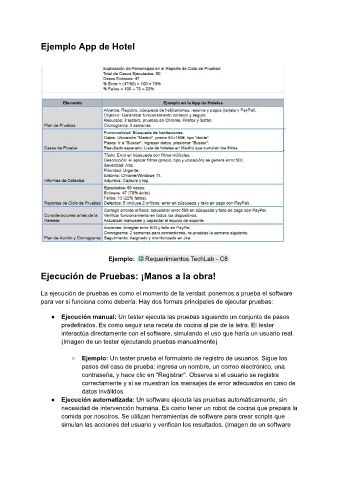 Ejemplo App de Hotel
Explicación de Porcentajes en el Reporte de Ciclo de Pruebas:
Total de Casos Ejecutados: 60
Casos Exitosos: 47
% Éxito = (47/60) × 100 = 78%
% Fallos = 100 – 78 = 22%
Elemento
Ejemplo en la App de Hoteles
Plan de Pruebas
Alcance: Registro, búsqueda de habitaciones, reserva y pagos (tarjeta y PayPal).
Objetivo: Garantizar funcionamiento correcto y seguro.
Recursos: 3 testers, pruebas en Chrome, Firefox y Safari.
Cronograma: 3 semanas.
Casos de Prueba
Funcionalidad: Búsqueda de habitaciones.
Datos: Ubicación "Madrid", precio 50-150€, tipo "doble".
Pasos: Ir a "Buscar", ingresar datos, presionar "Buscar"
Resultado esperado: Lista de hoteles en Madrid que cumplan los filtros.
Informes de Defectos
Título: Error en búsqueda con filtros múltiples.
Descripción: Al aplicar filtros (precio, tipo y ubicación) se genera error 500.
Severidad: Alta.
Prioridad: Urgente.
Entorno: Chrome/Windows 11.
Adjuntos: Captura y log.
Reportes de Ciclo de Pruebas
Ejecutados: 60 casos.
Exitosos: 47 (78% éxito).
Fallos: 13 (22% fallos).
Defectos: 5 (incluye 2 críticos: error en búsqueda y fallo en pago con PayPal).
Consideraciones antes de la Release
Corregir errores críticos: solucionar error 500 en búsqueda y fallo en pago con PayPal.
Verificar funcionamiento en todos los dispositivos.
Actualizar manuales y capacitar al equipo de soporte.
Plan de Acción y Cronograma
Acciones: Arreglar error 500 y fallo en PayPal.
Cronograma: 2 semanas para correcciones, re-pruebas la semana siguiente.
Seguimiento: Asignado y monitorizado en Jira
Ejemplo: Requerimientos TechLab - C8
Ejecución de Pruebas: ¡Manos a la obra!
La ejecución de pruebas es como el momento de la verdad: ponemos a prueba el software
para ver si funciona como debería. Hay dos formas principales de ejecutar pruebas:
● Ejecución manual: Un tester ejecuta las pruebas siguiendo un conjunto de pasos
predefinidos. Es como seguir una receta de cocina al pie de la letra. El tester
interactúa directamente con el software, simulando el uso que haría un usuario real.
(Imagen de un tester ejecutando pruebas manualmente)
○ Ejemplo: Un tester prueba el formulario de registro de usuarios. Sigue los
pasos del caso de prueba: ingresa un nombre, un correo electrónico, una
contraseña, y hace clic en "Registrar". Observa si el usuario se registra
correctamente y si se muestran los mensajes de error adecuados en caso de
datos inválidos.
● Ejecución automatizada: Un software ejecuta las pruebas automáticamente, sin
necesidad de intervención humana. Es como tener un robot de cocina que prepara la
comida por nosotros. Se utilizan herramientas de software para crear scripts que
simulan las acciones del usuario y verifican los resultados. (Imagen de un software